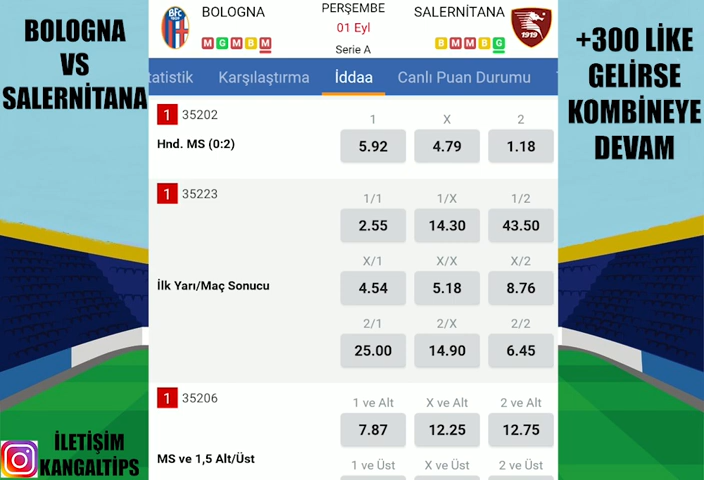 BOLOGNA
VS
SALERNİTANA
BFC
1909
BOLOGNA
M G M B M
PERŞEMBE
01 Eyl
Serie A
SALERNİTANA
B M M B G
1919
+300 LİKE
GELİRSE
KOMBİNEYE
DEVAM
tatistik Karşılaştırma İddaa Canlı Puan Durumu
1 35202
Hnd. MS (0:2)
1 X 2
5.92 4.79 1.18
1 35223
İlk Yarı/Maç Sonucu
1/1 1/X 1/2
2.55 14.30 43.50
X/1 X/X X/2
4.54 5.18 8.76
2/1 2/X 2/2
25.00 14.90 6.45
1 35206
MS ve 1,5 Alt/Üst
1 ve Alt X ve Alt 2 ve Alt
7.87 12.25 12.75
1 ve Üst X ve Üst 2 ve Üst
İLETİŞİM
KANGALTİPS